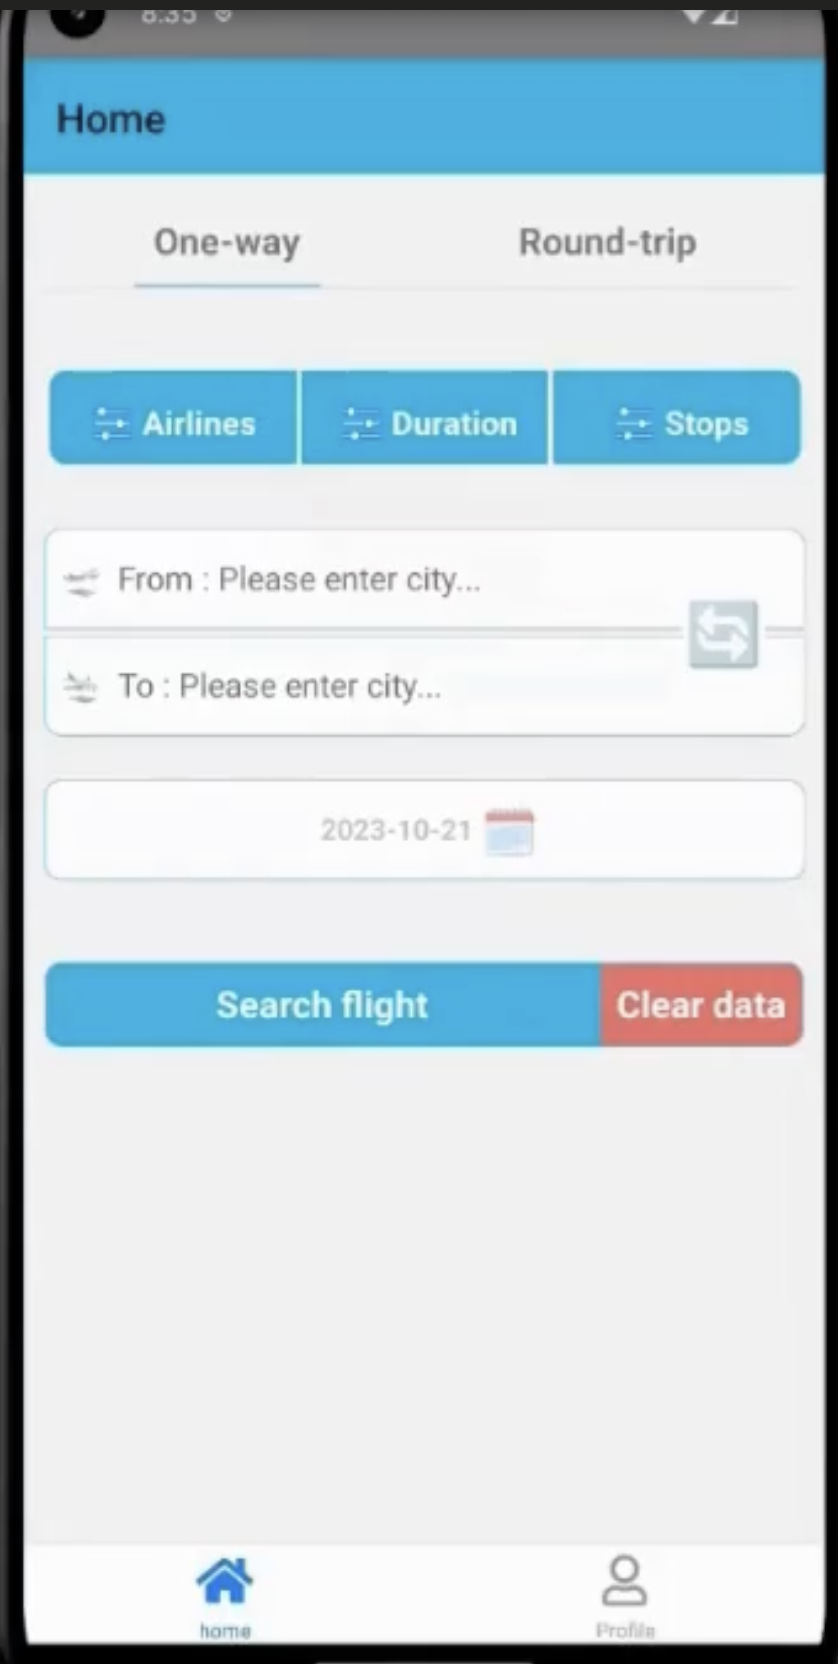 8:35
Home
One-way Round-trip
Airlines Duration Stops
From : Please enter city...
To : Please enter city...
2023-10-21
Search flight Clear data
home Profile